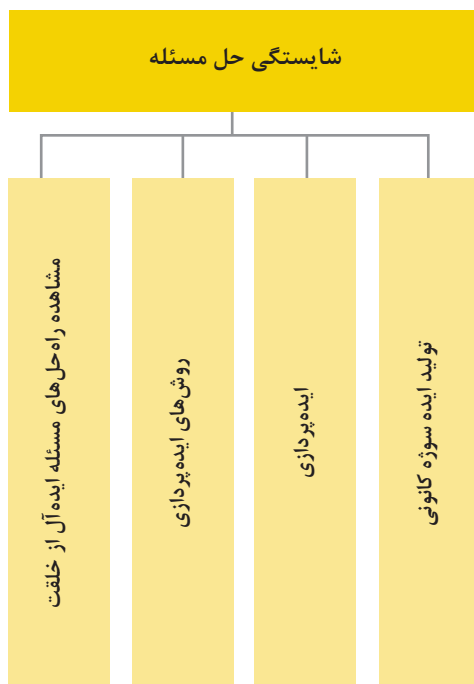 شایستگی حل مسئله
تولید ایده سوژه کانونی
ایده‌پردازی
روش‌های ایده‌پردازی
مشاهده راه‌حل‌های مسئله ایده‌آل از خلقت